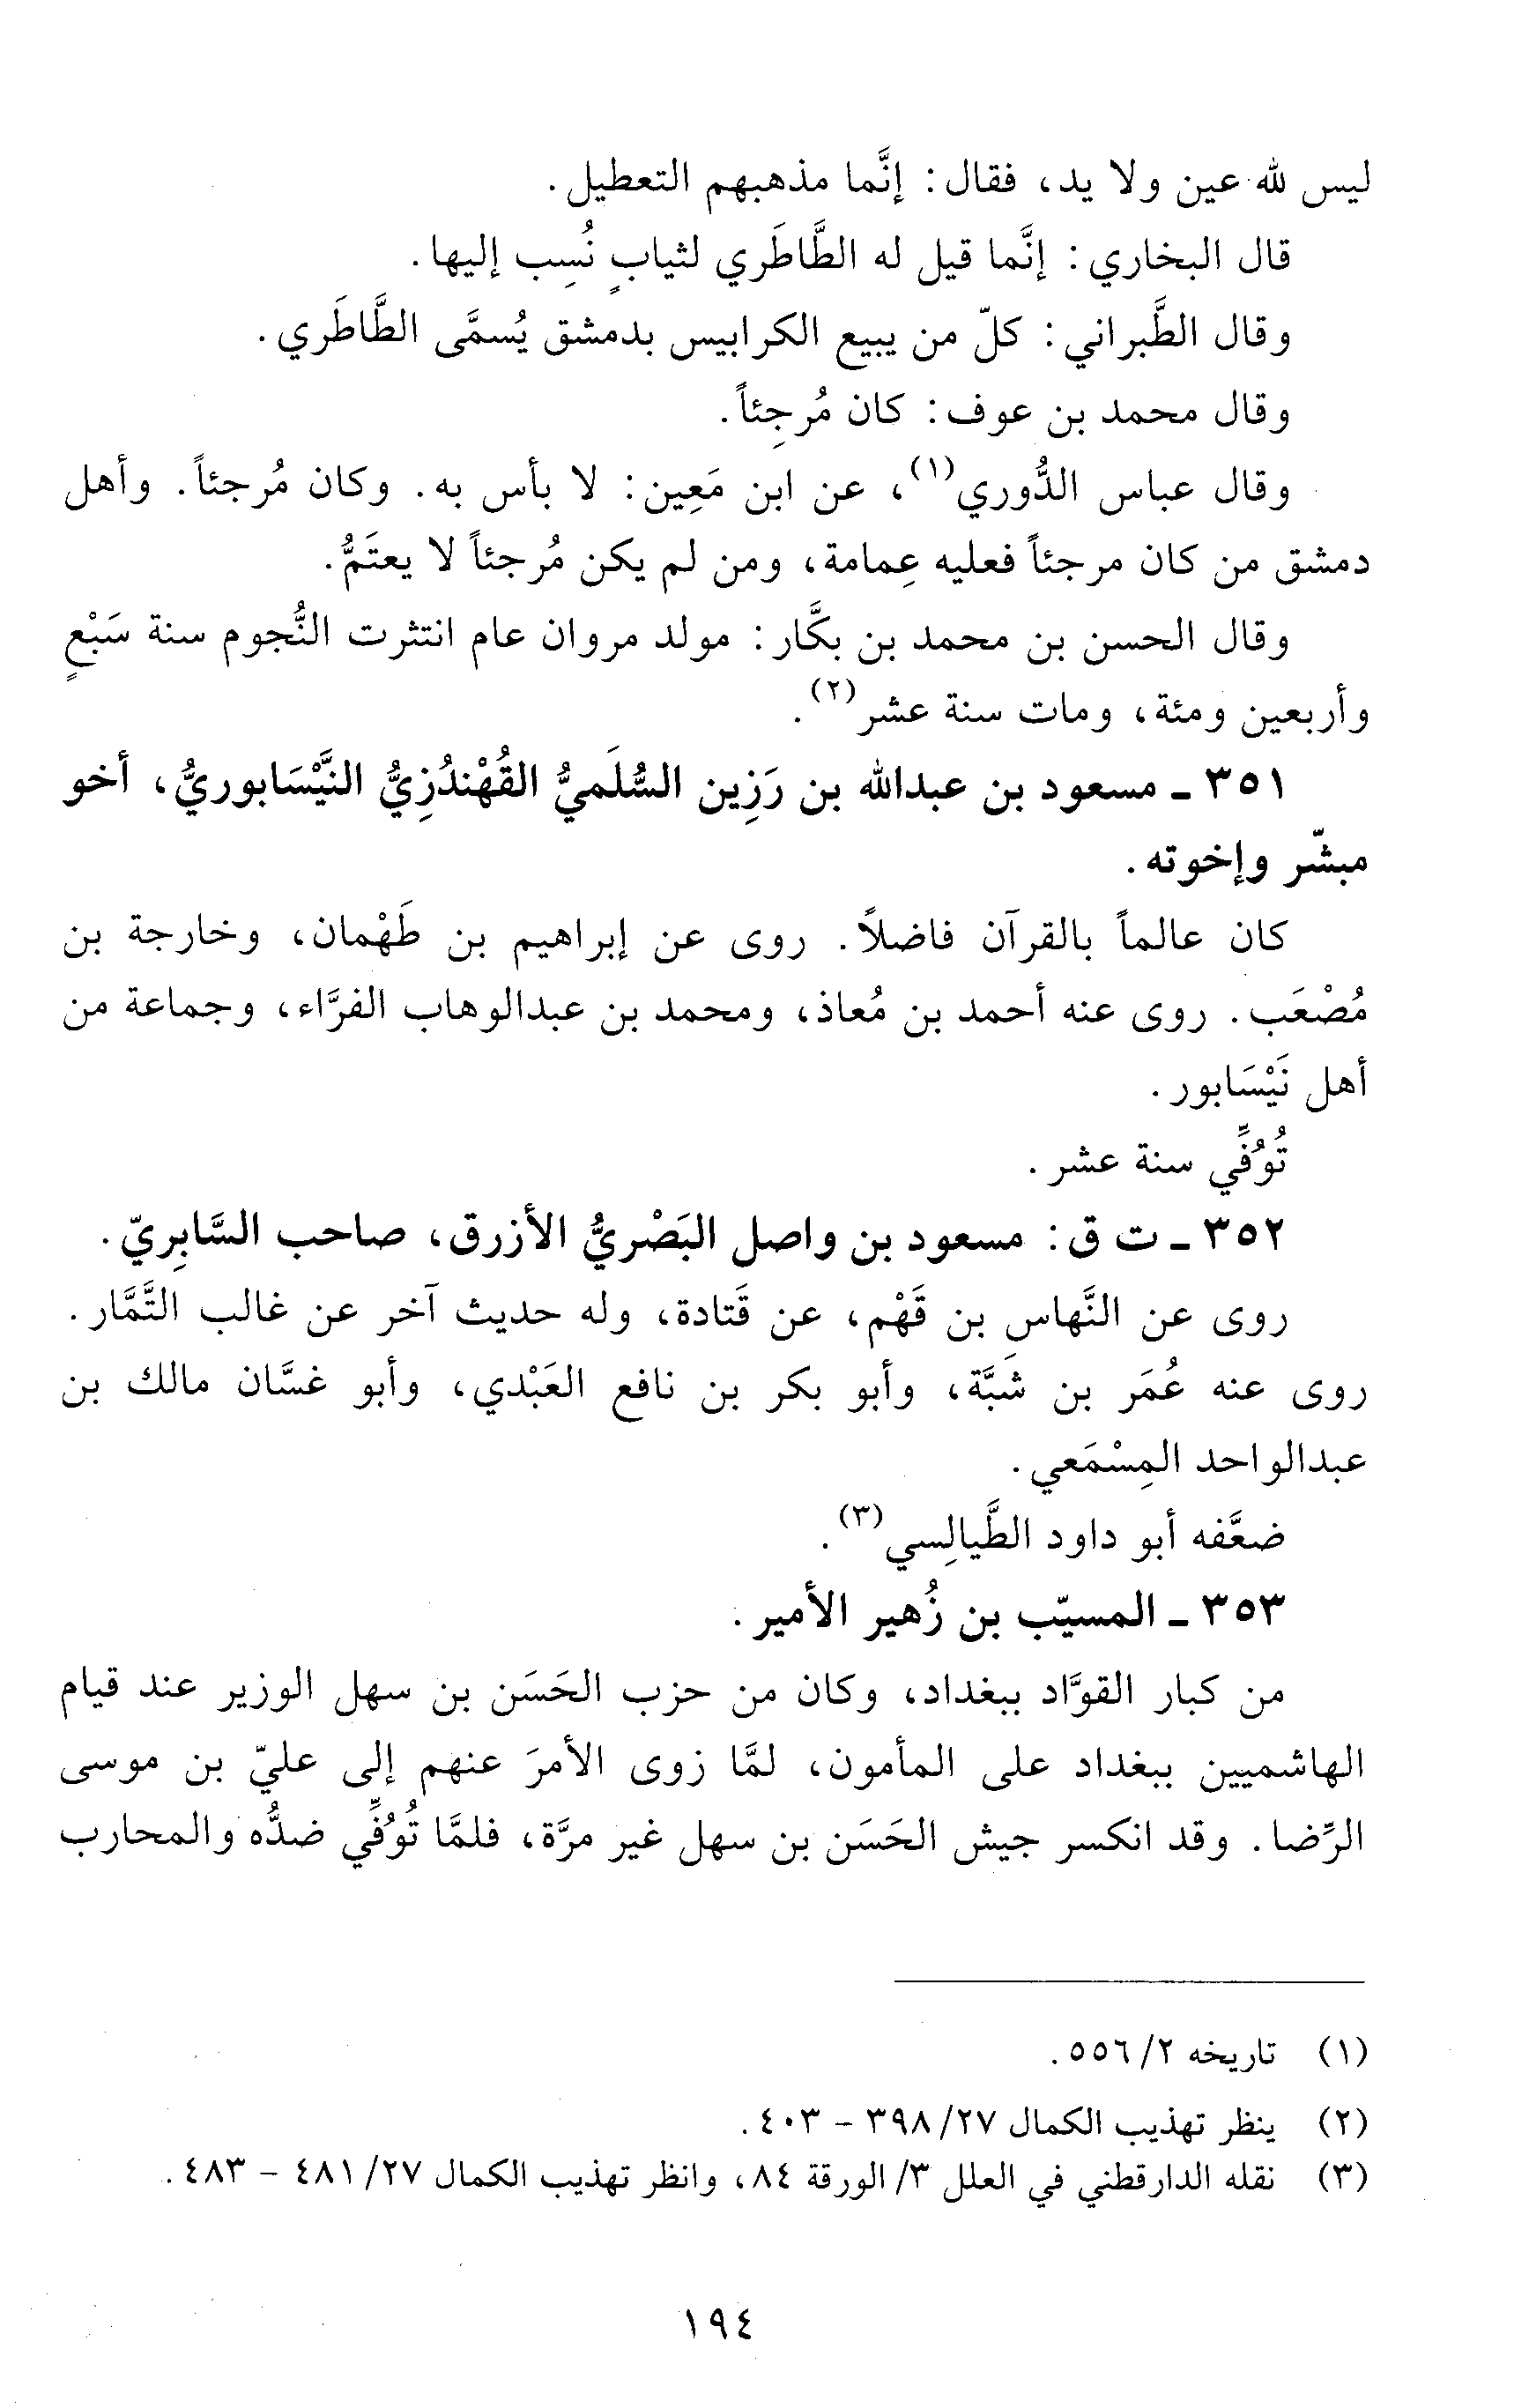 ليس لله عين ولا يد، فقال: إنَّما مذهبهم التعطيل.
قال البخاري: إنَّما قيل له الطَّاطَري لثيابٍ نُسِب إليها.
وقال الطَّبراني: كلّ من يبيع الكرابيس بدمشق يُسمَّى الطَّاطَري.
وقال محمد بن عوف: كان مُرجِئاً.
وقال عباس الدُّوري(١)، عن ابن مَعِين: لا بأس به. وكان مُرجئاً. وأهل
دمشق من كان مرجئاً فعليه عِمامة، ومن لم يكن مُرجئاً لا يعتَمُّ.
وقال الحسن بن محمد بن بكَّار: مولد مروان عام انتثرت النُّجوم سنة سَبْعٍ
وأربعين ومئة، ومات سنة عشر(٢).
٣٥١ ـ مسعود بن عبدالله بن رَزِين السُّلَميُّ القُهْندُزِيُّ النَّيْسَابوريُّ، أخو
مبشّر وإخوته.
كان عالماً بالقرآن فاضلاً. روى عن إبراهيم بن طَهْمان، وخارجة بن
مُصْعَب. روى عنه أحمد بن مُعاذ، ومحمد بن عبدالوهاب الفرَّاء، وجماعة من
أهل نَيْسَابور.
تُوُفِّي سنة عشر.
٣٥٢ ـ ت ق: مسعود بن واصل البَصْريُّ الأزرق، صاحب السَّابِريّ.
روى عن النَّهاس بن قَهْم، عن قَتادة، وله حديث آخر عن غالب التَّمَّار.
روى عنه عُمَر بن شَبَّة، وأبو بكر بن نافع العَبْدي، وأبو غسَّان مالك بن
عبدالواحد المِسْمَعي.
ضعَّفه أبو داود الطَّيالِسي(٣).
٣٥٣ ـ المسيّب بن زُهير الأمير.
من كبار القوَّاد ببغداد، وكان من حزب الحَسَن بن سهل الوزير عند قيام
الهاشميين ببغداد على المأمون، لمَّا زوى الأمرَ عنهم إلى عليّ بن موسى
الرِّضا. وقد انكسر جيش الحَسَن بن سهل غير مرَّة، فلمَّا تُوُفِّي ضدُّه والمحارب
(١) تاريخه ٢/ ٥٥٦.
(٢) ينظر تهذيب الكمال ٢٧/ ٣٩٨ - ٤٠٣.
(٣) نقله الدارقطني في العلل ٣/ الورقة ٨٤، وانظر تهذيب الكمال ٢٧/ ٤٨١ - ٤٨٣.
١٩٤